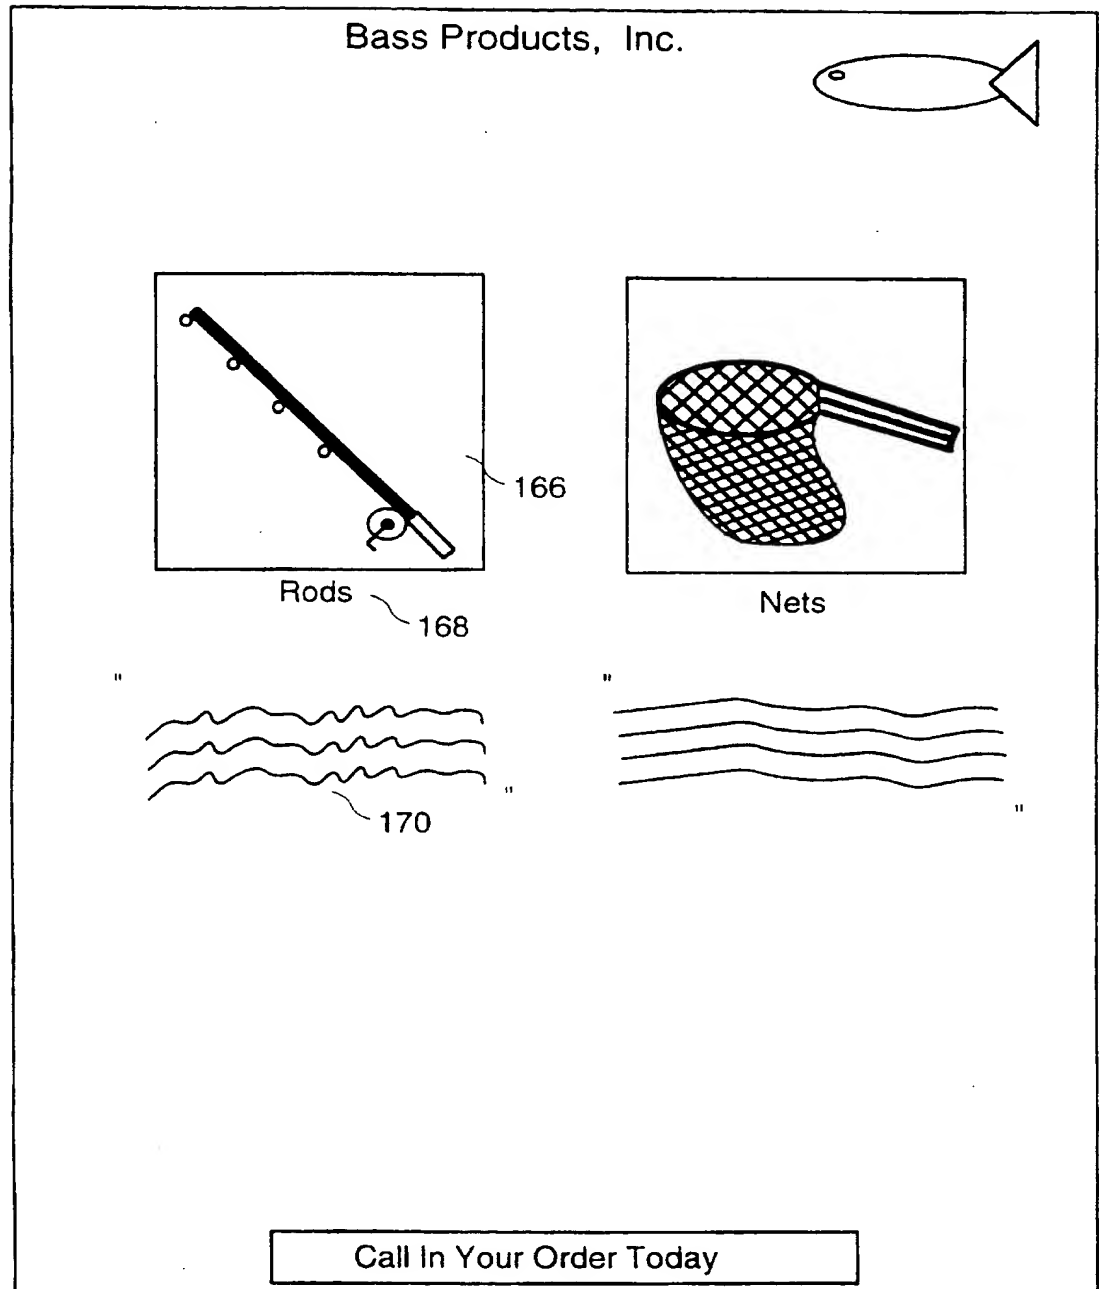 Bass Products, Inc.
166
Rods
168
Nets
" "
170
" "
Call In Your Order Today